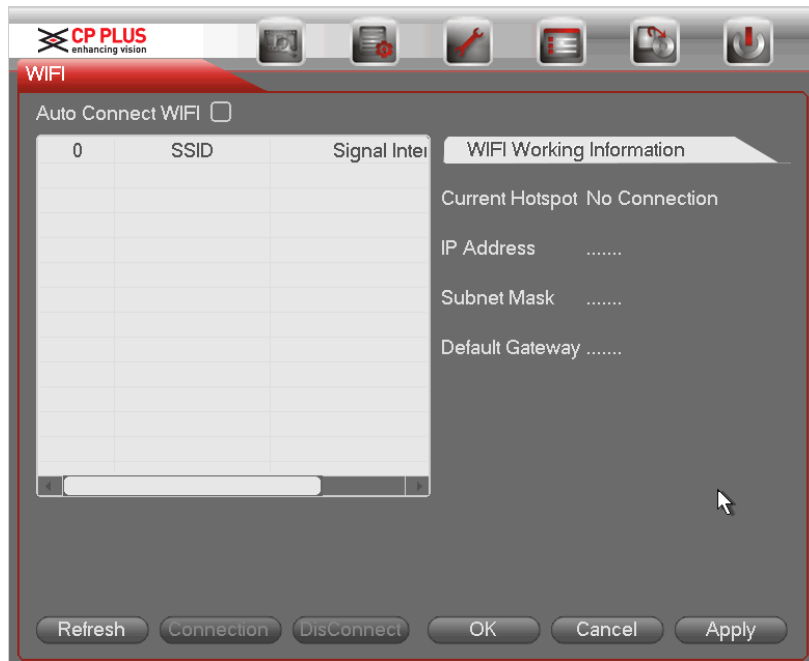 CP PLUS
enhancing vision
WIFI
Auto Connect WIFI
0 SSID Signal Inter
WIFI Working Information
Current Hotspot No Connection
IP Address .......
Subnet Mask .......
Default Gateway .......
Refresh Connection DisConnect OK Cancel Apply